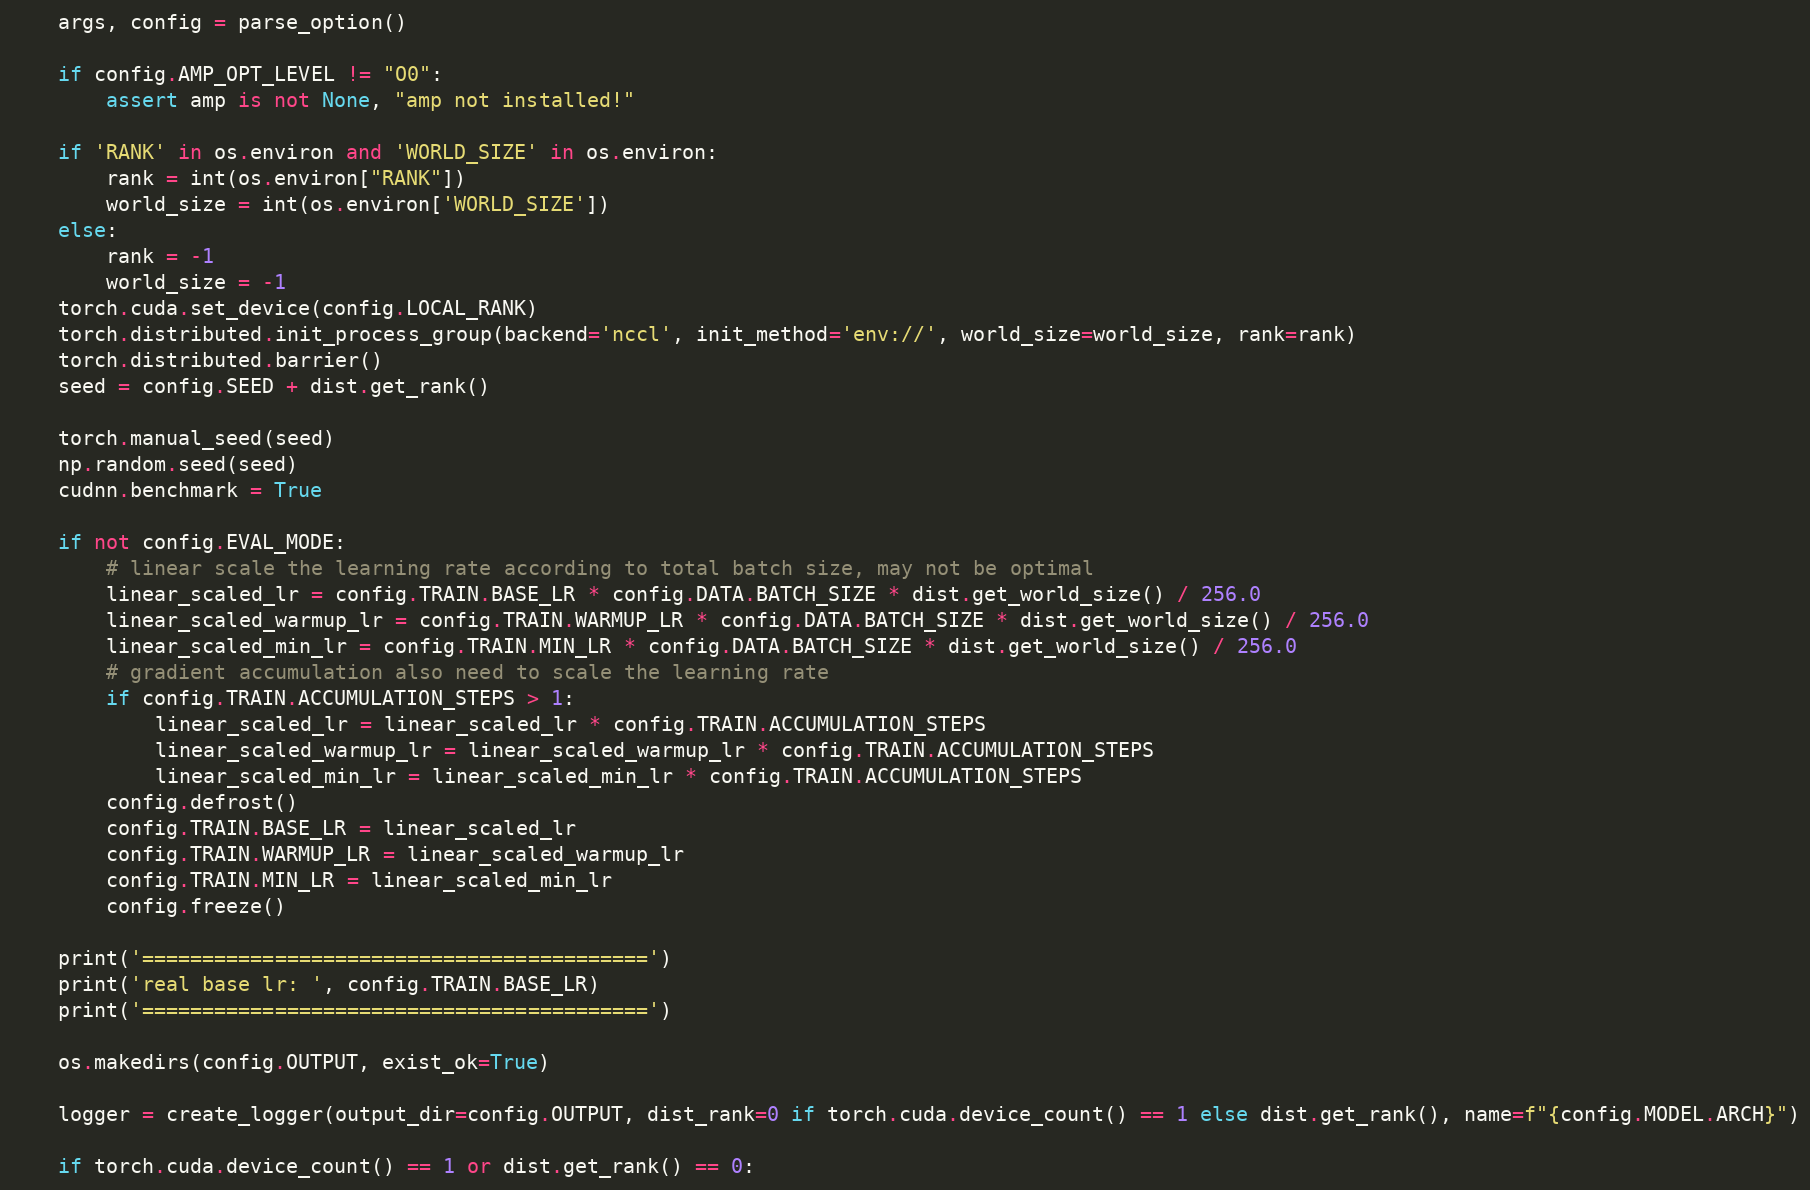 args, config = parse_option()
if config.AMP_OPT_LEVEL != "O0":
assert amp is not None, "amp not installed!"
if 'RANK' in os.environ and 'WORLD_SIZE' in os.environ:
rank = int(os.environ["RANK"])
world_size = int(os.environ['WORLD_SIZE'])
else:
rank = -1
world_size = -1
torch.cuda.set_device(config.LOCAL_RANK)
torch.distributed.init_process_group(backend='nccl', init_method='env://', world_size=world_size, rank=rank)
torch.distributed.barrier()
seed = config.SEED + dist.get_rank()
torch.manual_seed(seed)
np.random.seed(seed)
cudnn.benchmark = True
if not config.EVAL_MODE:
# linear scale the learning rate according to total batch size, may not be optimal
linear_scaled_lr = config.TRAIN.BASE_LR * config.DATA.BATCH_SIZE * dist.get_world_size() / 256.0
linear_scaled_warmup_lr = config.TRAIN.WARMUP_LR * config.DATA.BATCH_SIZE * dist.get_world_size() / 256.0
linear_scaled_min_lr = config.TRAIN.MIN_LR * config.DATA.BATCH_SIZE * dist.get_world_size() / 256.0
# gradient accumulation also need to scale the learning rate
if config.TRAIN.ACCUMULATION_STEPS > 1:
linear_scaled_lr = linear_scaled_lr * config.TRAIN.ACCUMULATION_STEPS
linear_scaled_warmup_lr = linear_scaled_warmup_lr * config.TRAIN.ACCUMULATION_STEPS
linear_scaled_min_lr = linear_scaled_min_lr * config.TRAIN.ACCUMULATION_STEPS
config.defrost()
config.TRAIN.BASE_LR = linear_scaled_lr
config.TRAIN.WARMUP_LR = linear_scaled_warmup_lr
config.TRAIN.MIN_LR = linear_scaled_min_lr
config.freeze()
print('==========================================')
print('real base lr: ', config.TRAIN.BASE_LR)
print('==========================================')
os.makedirs(config.OUTPUT, exist_ok=True)
logger = create_logger(output_dir=config.OUTPUT, dist_rank=0 if torch.cuda.device_count() == 1 else dist.get_rank(), name=f"{config.MODEL.ARCH}")
if torch.cuda.device_count() == 1 or dist.get_rank() == 0: